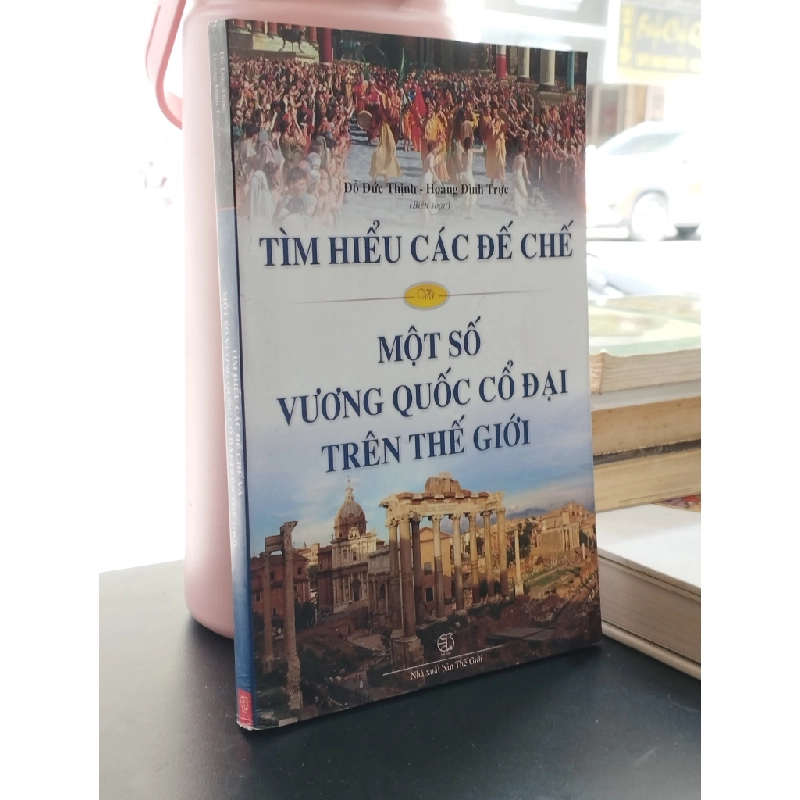 Đỗ Đức Thịnh - Hoàng Đình Trực
(Biên soạn)
TÌM HIỂU CÁC ĐẾ CHẾ
Và
MỘT SỐ
VƯƠNG QUỐC CỔ ĐẠI
TRÊN THẾ GIỚI
Nhà xuất bản Thế Giới